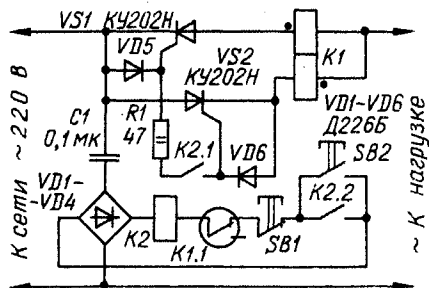 VS1 КУ202Н
VD5
VS2
КУ202Н
K1
К сети ~220 В
C1
0,1 мк
R1
47
K2.1
VD6
VD1-VD6
Д226Б
SB2
VD1-
-VD4
K2
K1.1
SB1
K2.2
~ К нагрузке